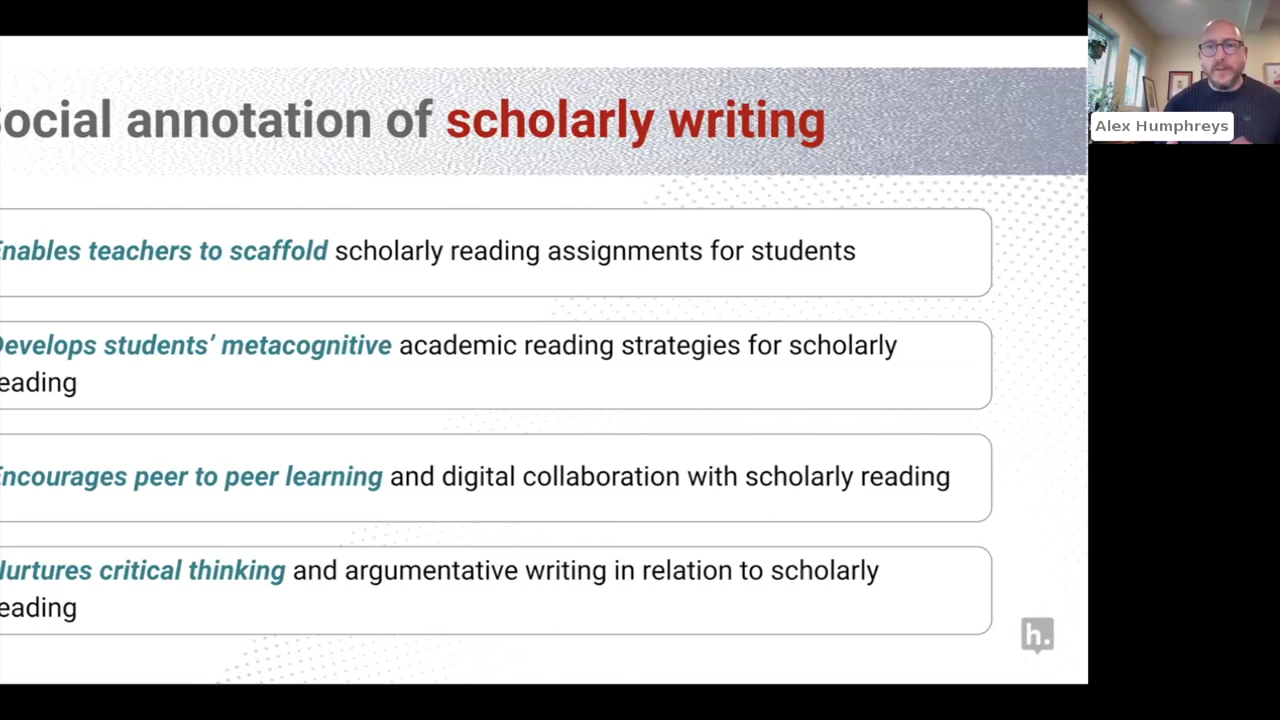 ocial annotation of scholarly writing
Alex Humphreys
nables teachers to scaffold scholarly reading assignments for students
evelops students’ metacognitive academic reading strategies for scholarly
eading
ncourages peer to peer learning and digital collaboration with scholarly reading
urtures critical thinking and argumentative writing in relation to scholarly
eading
h.